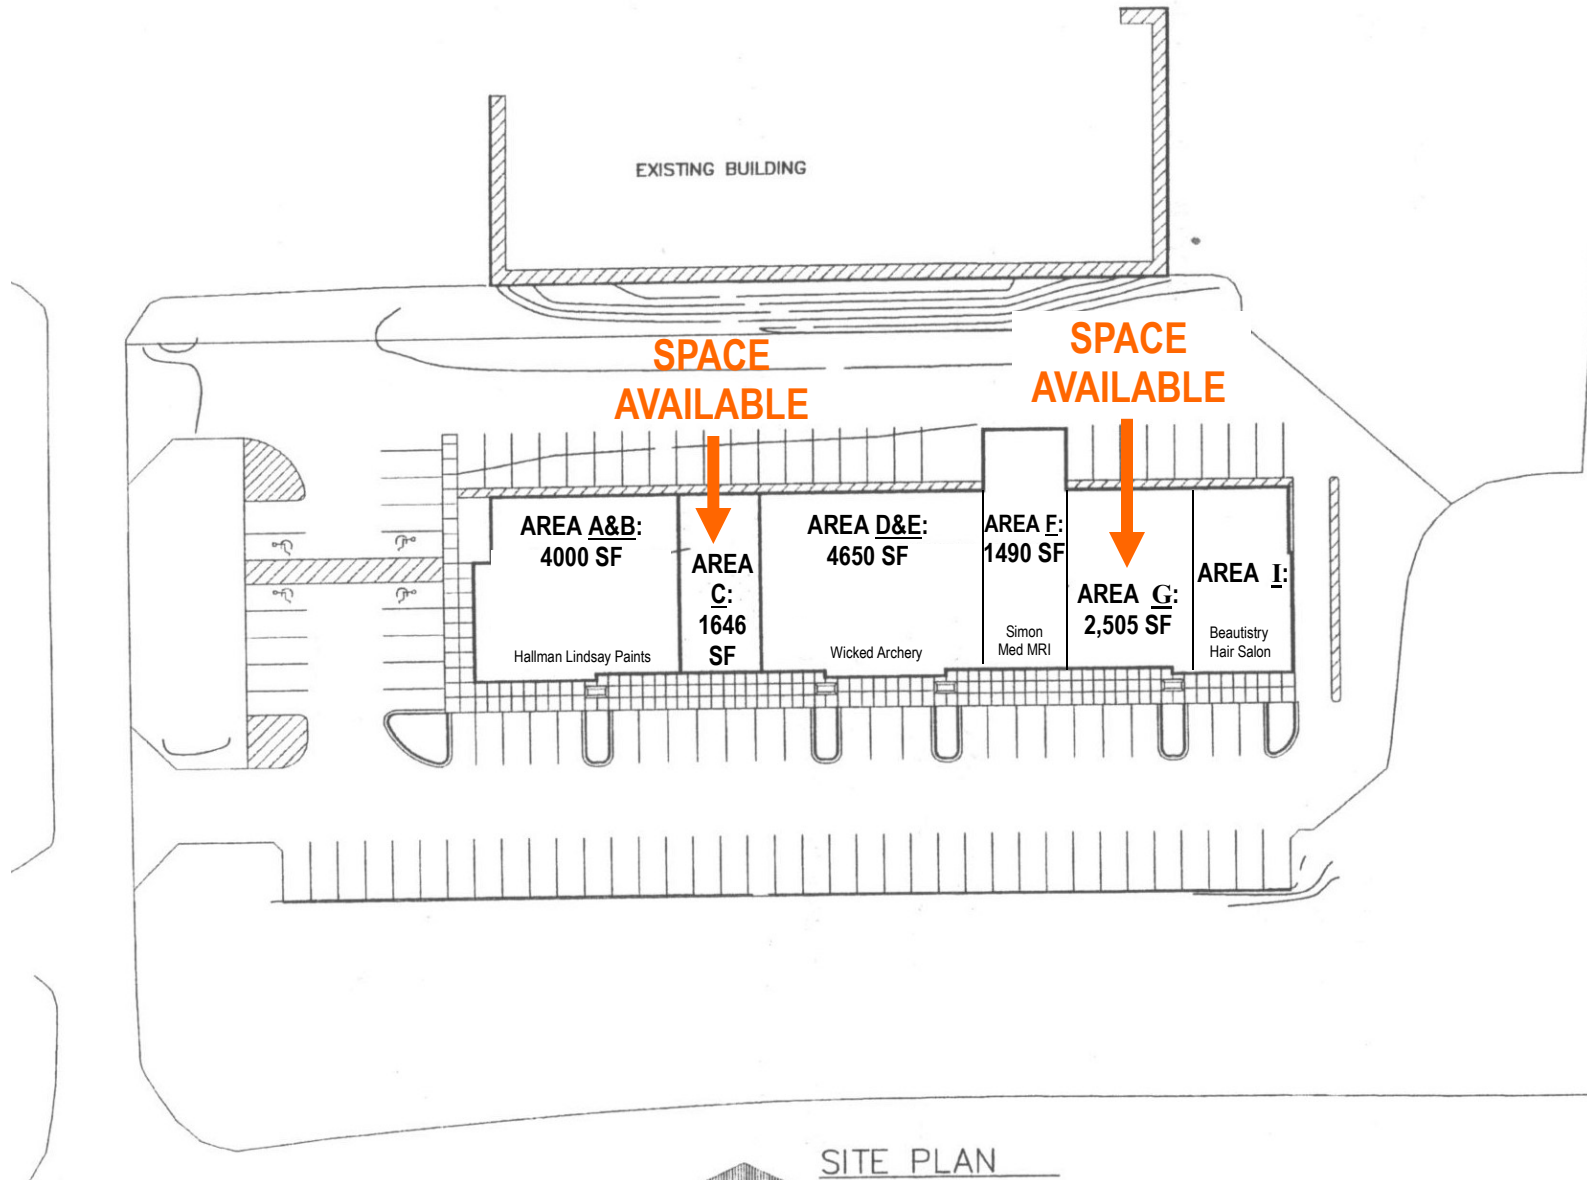 EXISTING BUILDING
SPACE
AVAILABLE
SPACE
AVAILABLE
AREA A&B:
4000 SF
Hallman Lindsay Paints
AREA
C:
1646
SF
AREA D&E:
4650 SF
Wicked Archery
AREA F:
1490 SF
Simon
Med MRI
AREA G:
2,505 SF
AREA I:
Beautistry
Hair Salon
SITE PLAN